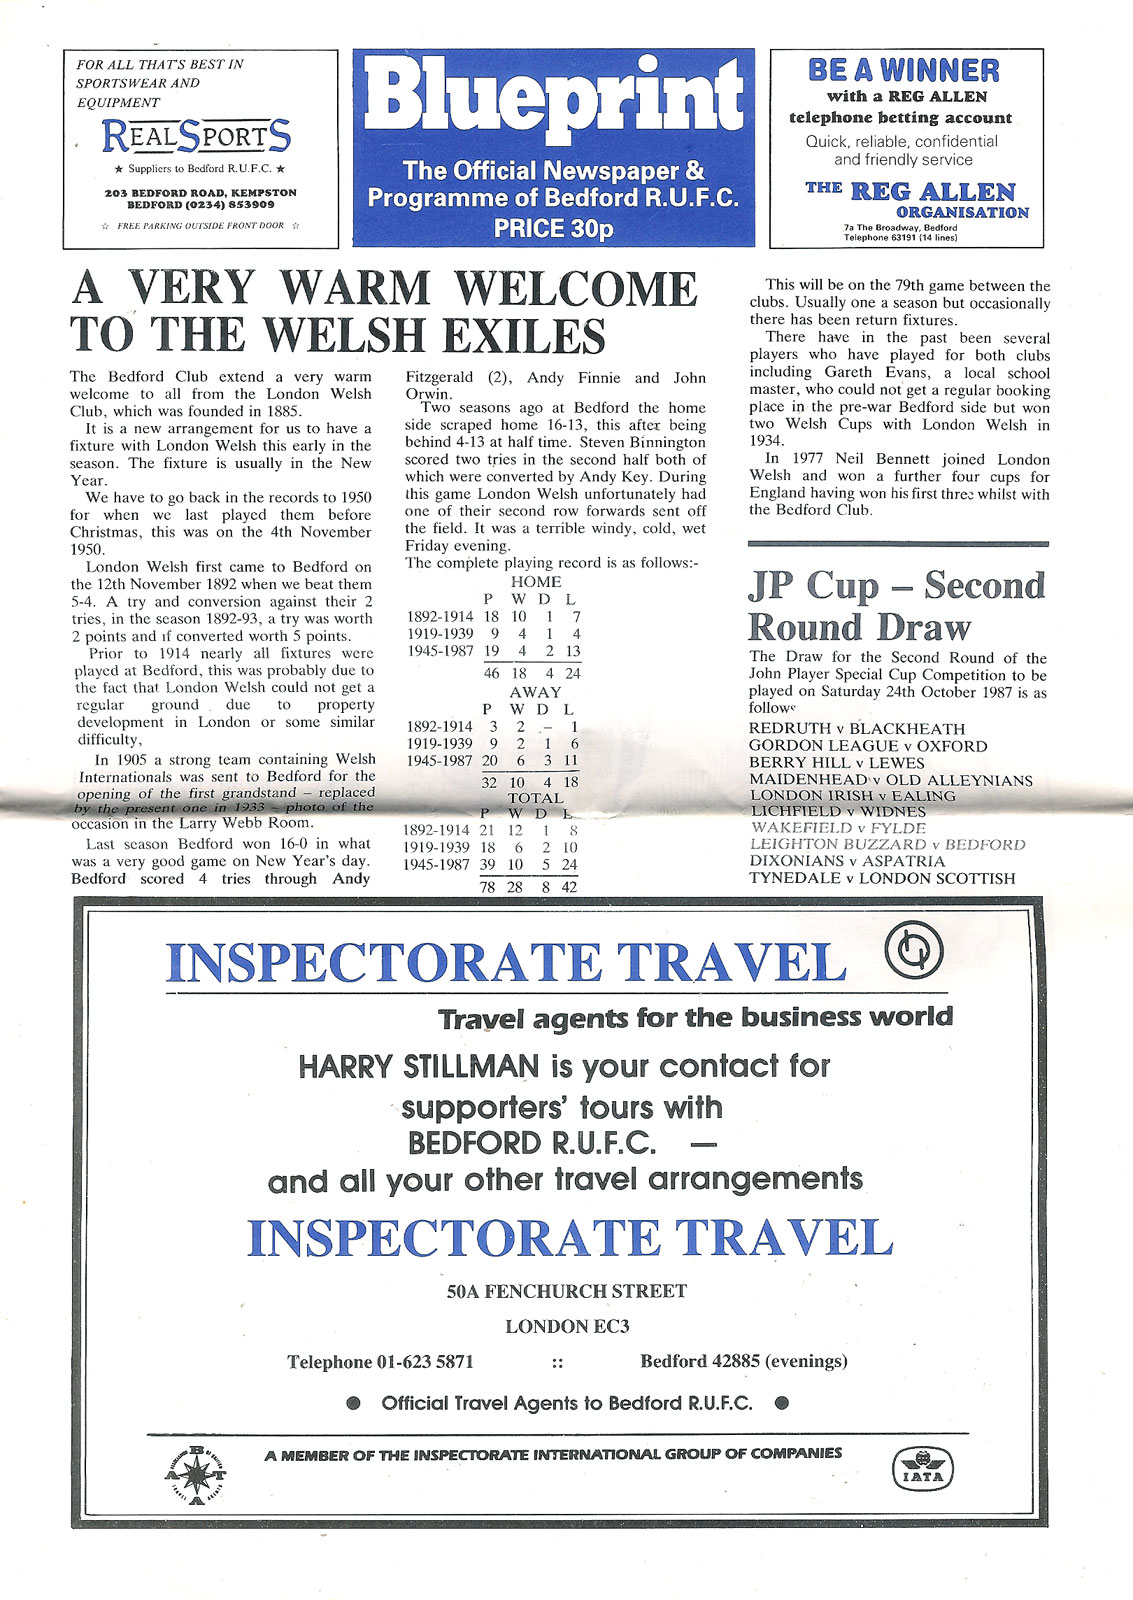 FOR ALL THAT'S BEST IN
SPORTSWEAR AND
EQUIPMENT
REALSPORTS
★ Suppliers to Bedford R.U.F.C. ★
203 BEDFORD ROAD, KEMPSTON
BEDFORD (0234) 853909
☆ FREE PARKING OUTSIDE FRONT DOOR ☆
Blueprint
The Official Newspaper &
Programme of Bedford R.U.F.C.
PRICE 30p
BE A WINNER
with a REG ALLEN
telephone betting account
Quick, reliable, confidential
and friendly service
THE REG ALLEN
ORGANISATION
7a The Broadway, Bedford
Telephone 63191 (14 lines)
A VERY WARM WELCOME
TO THE WELSH EXILES
The Bedford Club extend a very warm
welcome to all from the London Welsh
Club, which was founded in 1885.
It is a new arrangement for us to have a
fixture with London Welsh this early in the
season. The fixture is usually in the New
Year.
We have to go back in the records to 1950
for when we last played them before
Christmas, this was on the 4th November
1950.
London Welsh first came to Bedford on
the 12th November 1892 when we beat them
5-4. A try and conversion against their 2
tries, in the season 1892-93, a try was worth
2 points and if converted worth 5 points.
Prior to 1914 nearly all fixtures were
played at Bedford, this was probably due to
the fact that London Welsh could not get a
regular ground due to property
development in London or some similar
difficulty,
In 1905 a strong team containing Welsh
Internationals was sent to Bedford for the
opening of the first grandstand – replaced
by the present one in 1933 – photo of the
occasion in the Larry Webb Room.
Last season Bedford won 16-0 in what
was a very good game on New Year's day.
Bedford scored 4 tries through Andy
Fitzgerald (2), Andy Finnie and John
Orwin.
Two seasons ago at Bedford the home
side scraped home 16-13, this after being
behind 4-13 at half time. Steven Binnington
scored two tries in the second half both of
which were converted by Andy Key. During
this game London Welsh unfortunately had
one of their second row forwards sent off
the field. It was a terrible windy, cold, wet
Friday evening.
The complete playing record is as follows:-
HOME
P W D L
1892-1914 18 10 1 7
1919-1939 9 4 1 4
1945-1987 19 4 2 13
46 18 4 24
AWAY
P W D L
1892-1914 3 2 – 1
1919-1939 9 2 1 6
1945-1987 20 6 3 11
32 10 4 18
TOTAL
P W D L
1892-1914 21 12 1 8
1919-1939 18 6 2 10
1945-1987 39 10 5 24
78 28 8 42
This will be on the 79th game between the
clubs. Usually one a season but occasionally
there has been return fixtures.
There have in the past been several
players who have played for both clubs
including Gareth Evans, a local school
master, who could not get a regular booking
place in the pre-war Bedford side but won
two Welsh Cups with London Welsh in
1934.
In 1977 Neil Bennett joined London
Welsh and won a further four cups for
England having won his first three whilst with
the Bedford Club.
JP Cup – Second
Round Draw
The Draw for the Second Round of the
John Player Special Cup Competition to be
played on Saturday 24th October 1987 is as
follows
REDRUTH v BLACKHEATH
GORDON LEAGUE v OXFORD
BERRY HILL v LEWES
MAIDENHEAD v OLD ALLEYNIANS
LONDON IRISH v EALING
LICHFIELD v WIDNES
WAKEFIELD v FYLDE
LEIGHTON BUZZARD v BEDFORD
DIXONIANS v ASPATRIA
TYNEDALE v LONDON SCOTTISH
INSPECTORATE TRAVEL
Travel agents for the business world
HARRY STILLMAN is your contact for
supporters' tours with
BEDFORD R.U.F.C. —
and all your other travel arrangements
INSPECTORATE TRAVEL
50A FENCHURCH STREET
LONDON EC3
Telephone 01-623 5871 :: Bedford 42885 (evenings)
● Official Travel Agents to Bedford R.U.F.C. ●
A MEMBER OF THE INSPECTORATE INTERNATIONAL GROUP OF COMPANIES
ABTA
IATA